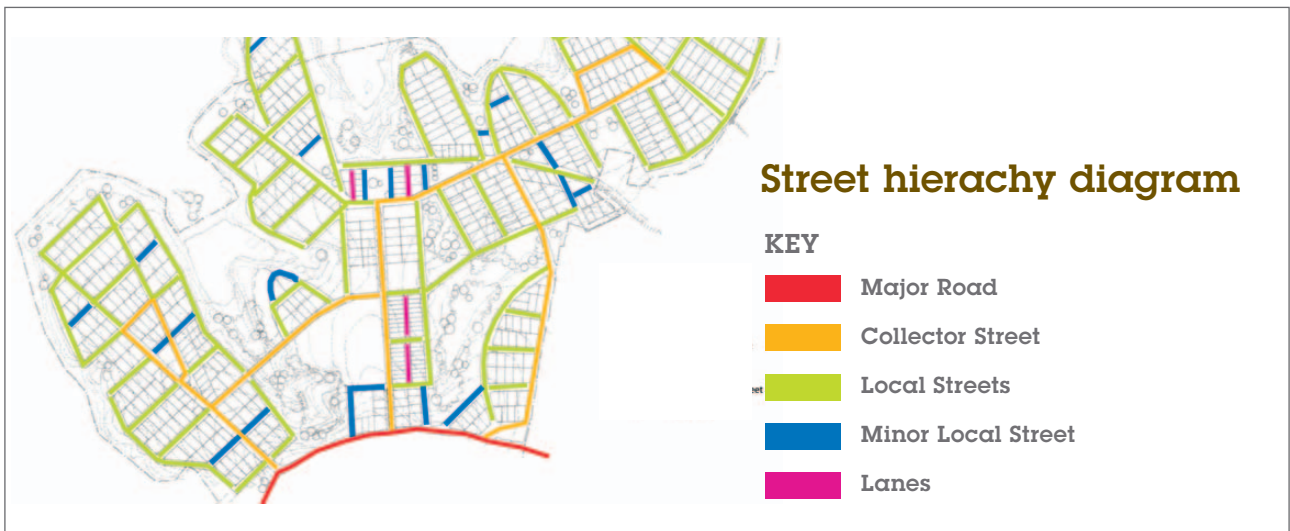 Street hierachy diagram
KEY
Major Road
Collector Street
Local Streets
Minor Local Street
Lanes